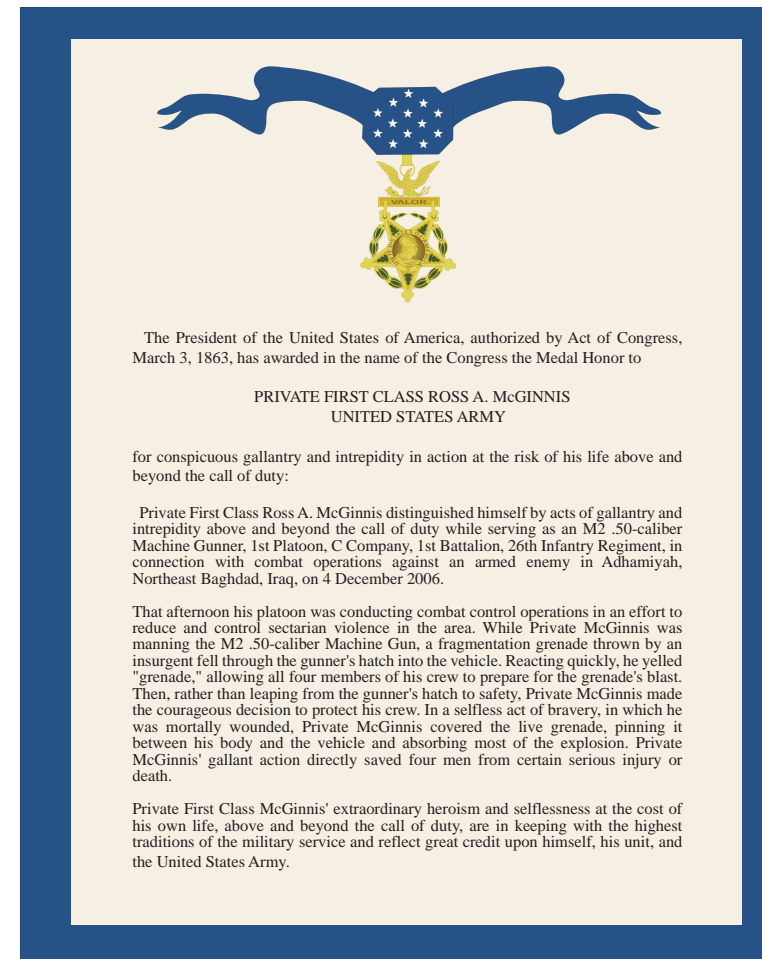 VALOR
The President of the United States of America, authorized by Act of Congress,
March 3, 1863, has awarded in the name of the Congress the Medal Honor to
PRIVATE FIRST CLASS ROSS A. McGINNIS
UNITED STATES ARMY
for conspicuous gallantry and intrepidity in action at the risk of his life above and
beyond the call of duty:
Private First Class Ross A. McGinnis distinguished himself by acts of gallantry and
intrepidity above and beyond the call of duty while serving as an M2 .50-caliber
Machine Gunner, 1st Platoon, C Company, 1st Battalion, 26th Infantry Regiment, in
connection with combat operations against an armed enemy in Adhamiyah,
Northeast Baghdad, Iraq, on 4 December 2006.
That afternoon his platoon was conducting combat control operations in an effort to
reduce and control sectarian violence in the area. While Private McGinnis was
manning the M2 .50-caliber Machine Gun, a fragmentation grenade thrown by an
insurgent fell through the gunner's hatch into the vehicle. Reacting quickly, he yelled
"grenade," allowing all four members of his crew to prepare for the grenade's blast.
Then, rather than leaping from the gunner's hatch to safety, Private McGinnis made
the courageous decision to protect his crew. In a selfless act of bravery, in which he
was mortally wounded, Private McGinnis covered the live grenade, pinning it
between his body and the vehicle and absorbing most of the explosion. Private
McGinnis' gallant action directly saved four men from certain serious injury or
death.
Private First Class McGinnis' extraordinary heroism and selflessness at the cost of
his own life, above and beyond the call of duty, are in keeping with the highest
traditions of the military service and reflect great credit upon himself, his unit, and
the United States Army.